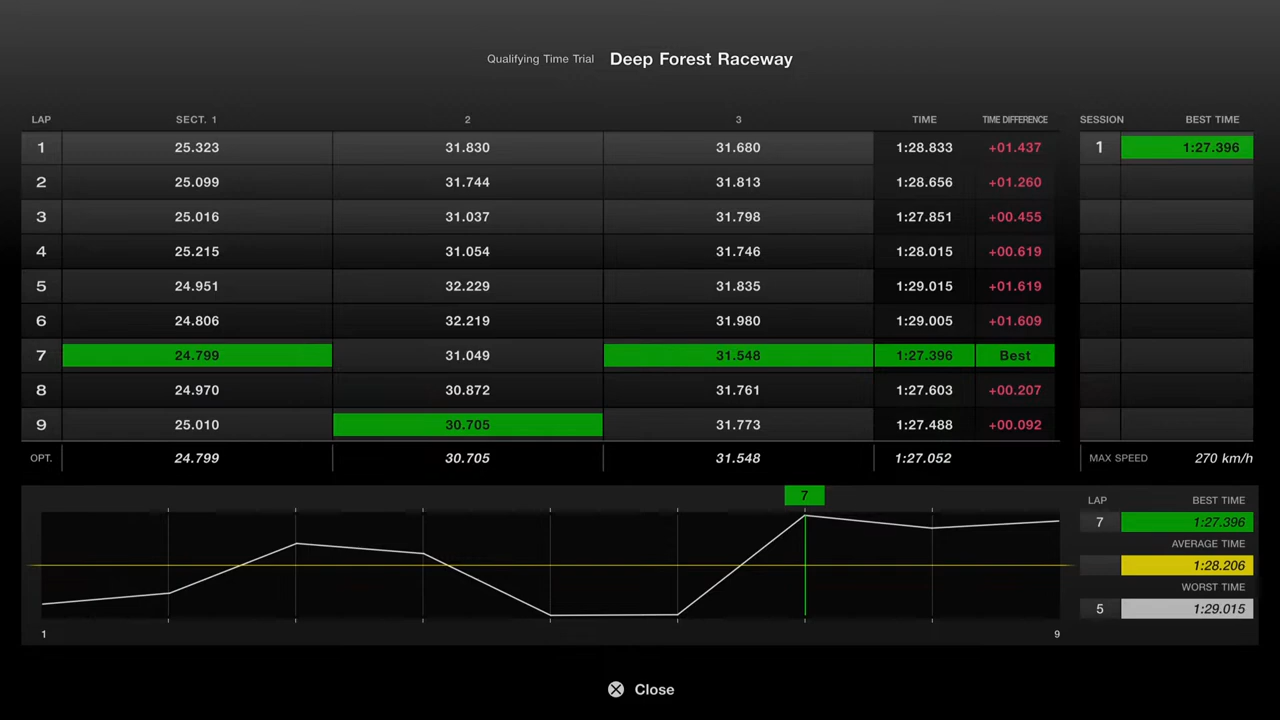 Qualifying Time Trial Deep Forest Raceway
LAP SECT. 1 2 3 TIME TIME DIFFERENCE SESSION BEST TIME
1 25.323 31.830 31.680 1:28.833 +01.437 1 1:27.396
2 25.099 31.744 31.813 1:28.656 +01.260
3 25.016 31.037 31.798 1:27.851 +00.455
4 25.215 31.054 31.746 1:28.015 +00.619
5 24.951 32.229 31.835 1:29.015 +01.619
6 24.806 32.219 31.980 1:29.005 +01.609
7 24.799 31.049 31.548 1:27.396 Best
8 24.970 30.872 31.761 1:27.603 +00.207
9 25.010 30.705 31.773 1:27.488 +00.092
OPT. 24.799 30.705 31.548 1:27.052 MAX SPEED 270 km/h
7
LAP BEST TIME
7 1:27.396
AVERAGE TIME
1:28.206
WORST TIME
5 1:29.015
1 9
Close